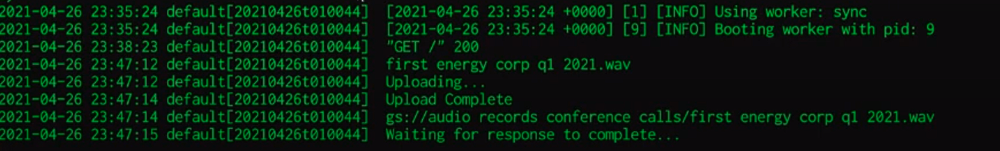 2021-04-26 23:35:24 default[20210426t010044] [2021-04-26 23:35:24 +0000] [1] [INFO] Using worker: sync
2021-04-26 23:35:24 default[20210426t010044] [2021-04-26 23:35:24 +0000] [9] [INFO] Booting worker with pid: 9
2021-04-26 23:38:23 default[20210426t010044] "GET /" 200
2021-04-26 23:47:12 default[20210426t010044] first energy corp q1 2021.wav
2021-04-26 23:47:12 default[20210426t010044] Uploading...
2021-04-26 23:47:14 default[20210426t010044] Upload Complete
2021-04-26 23:47:14 default[20210426t010044] gs://audio records conference calls/first energy corp q1 2021.wav
2021-04-26 23:47:15 default[20210426t010044] Waiting for response to complete...